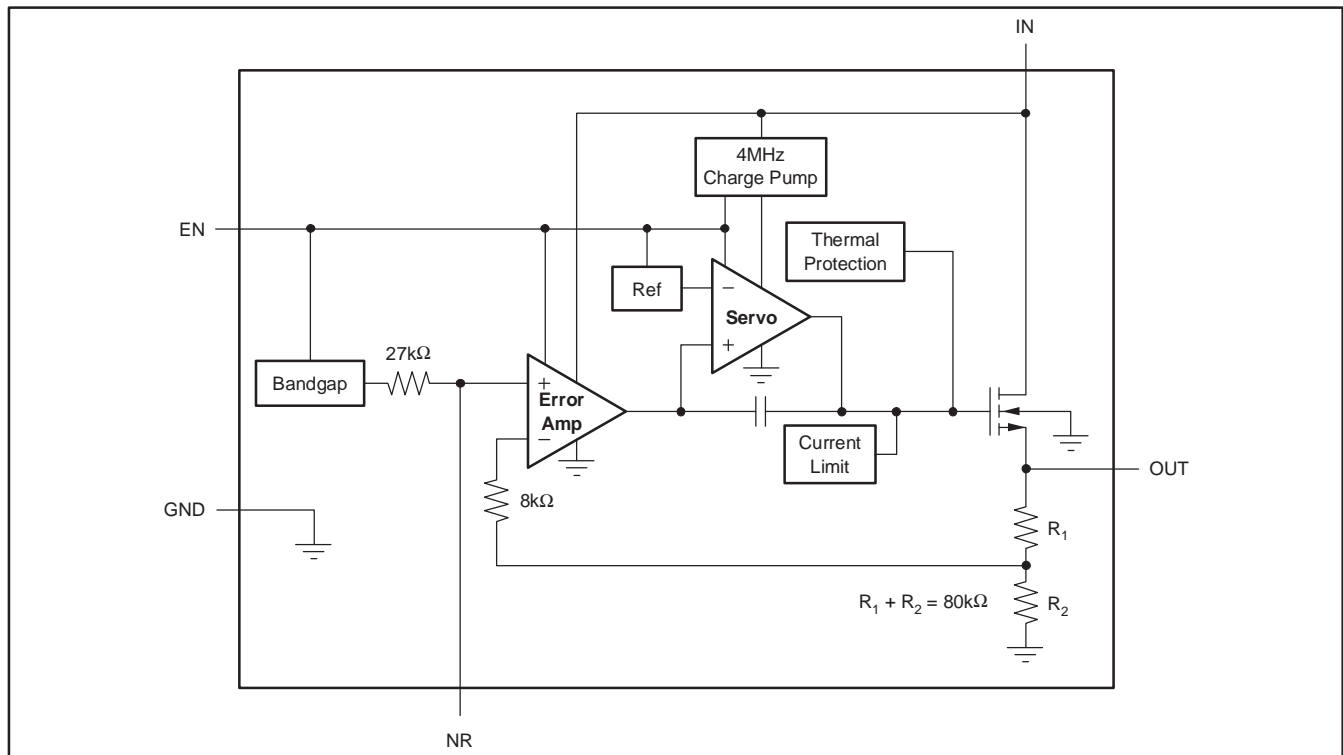 IN
4MHz
Charge Pump
EN
Thermal
Protection
Ref
−
Servo
+
27kΩ
Bandgap
+
Error
Amp
−
Current
Limit
OUT
8kΩ
GND
R1
R1 + R2 = 80kΩ
R2
NR